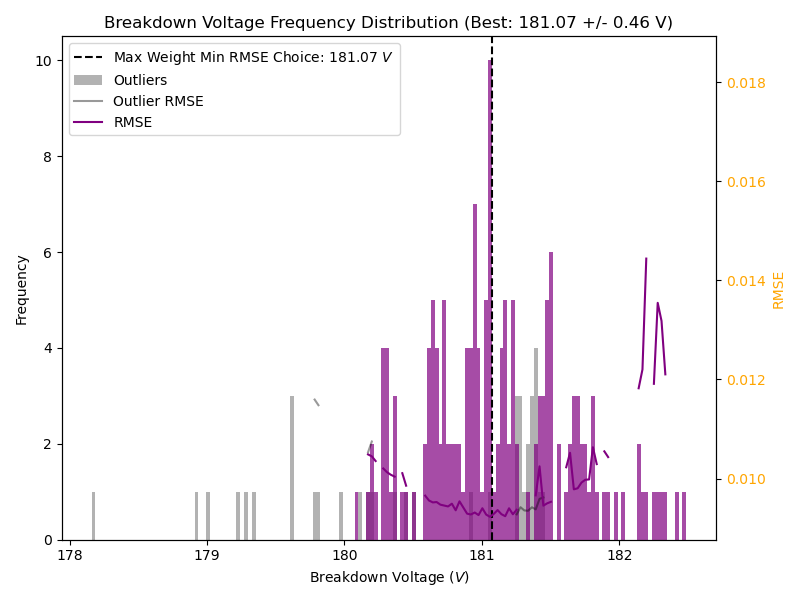 Breakdown Voltage Frequency Distribution (Best: 181.07 +/- 0.46 V)
Max Weight Min RMSE Choice: 181.07 V
Outliers
Outlier RMSE
RMSE
10
8
6
4
2
0
Frequency
0.018
0.016
0.014
0.012
0.010
RMSE
178
179
180
181
182
Breakdown Voltage (V)